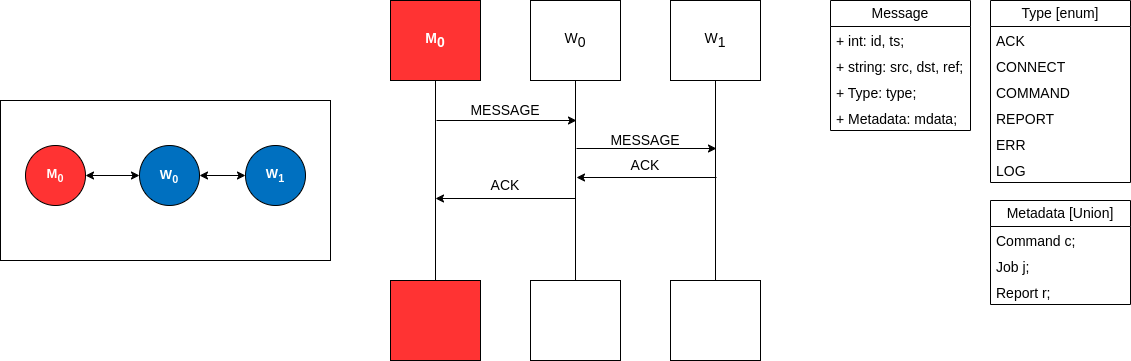 M0
W0
W1
M0
W0
W1
MESSAGE
MESSAGE
ACK
ACK
Message
+ int: id, ts;
+ string: src, dst, ref;
+ Type: type;
+ Metadata: mdata;
Type [enum]
ACK
CONNECT
COMMAND
REPORT
ERR
LOG
Metadata [Union]
Command c;
Job j;
Report r;